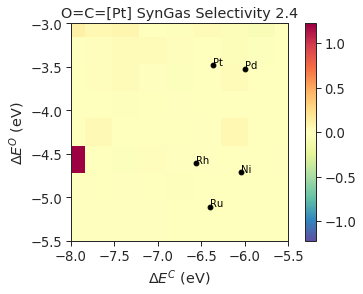 O=C=[Pt] SynGas Selectivity 2.4
−3.0
−3.5
−4.0
−4.5
−5.0
−5.5
ΔE^O (eV)
Pt
Pd
Rh
Ni
Ru
−8.0 −7.5 −7.0 −6.5 −6.0 −5.5
ΔE^C (eV)
1.0
0.5
0.0
−0.5
−1.0